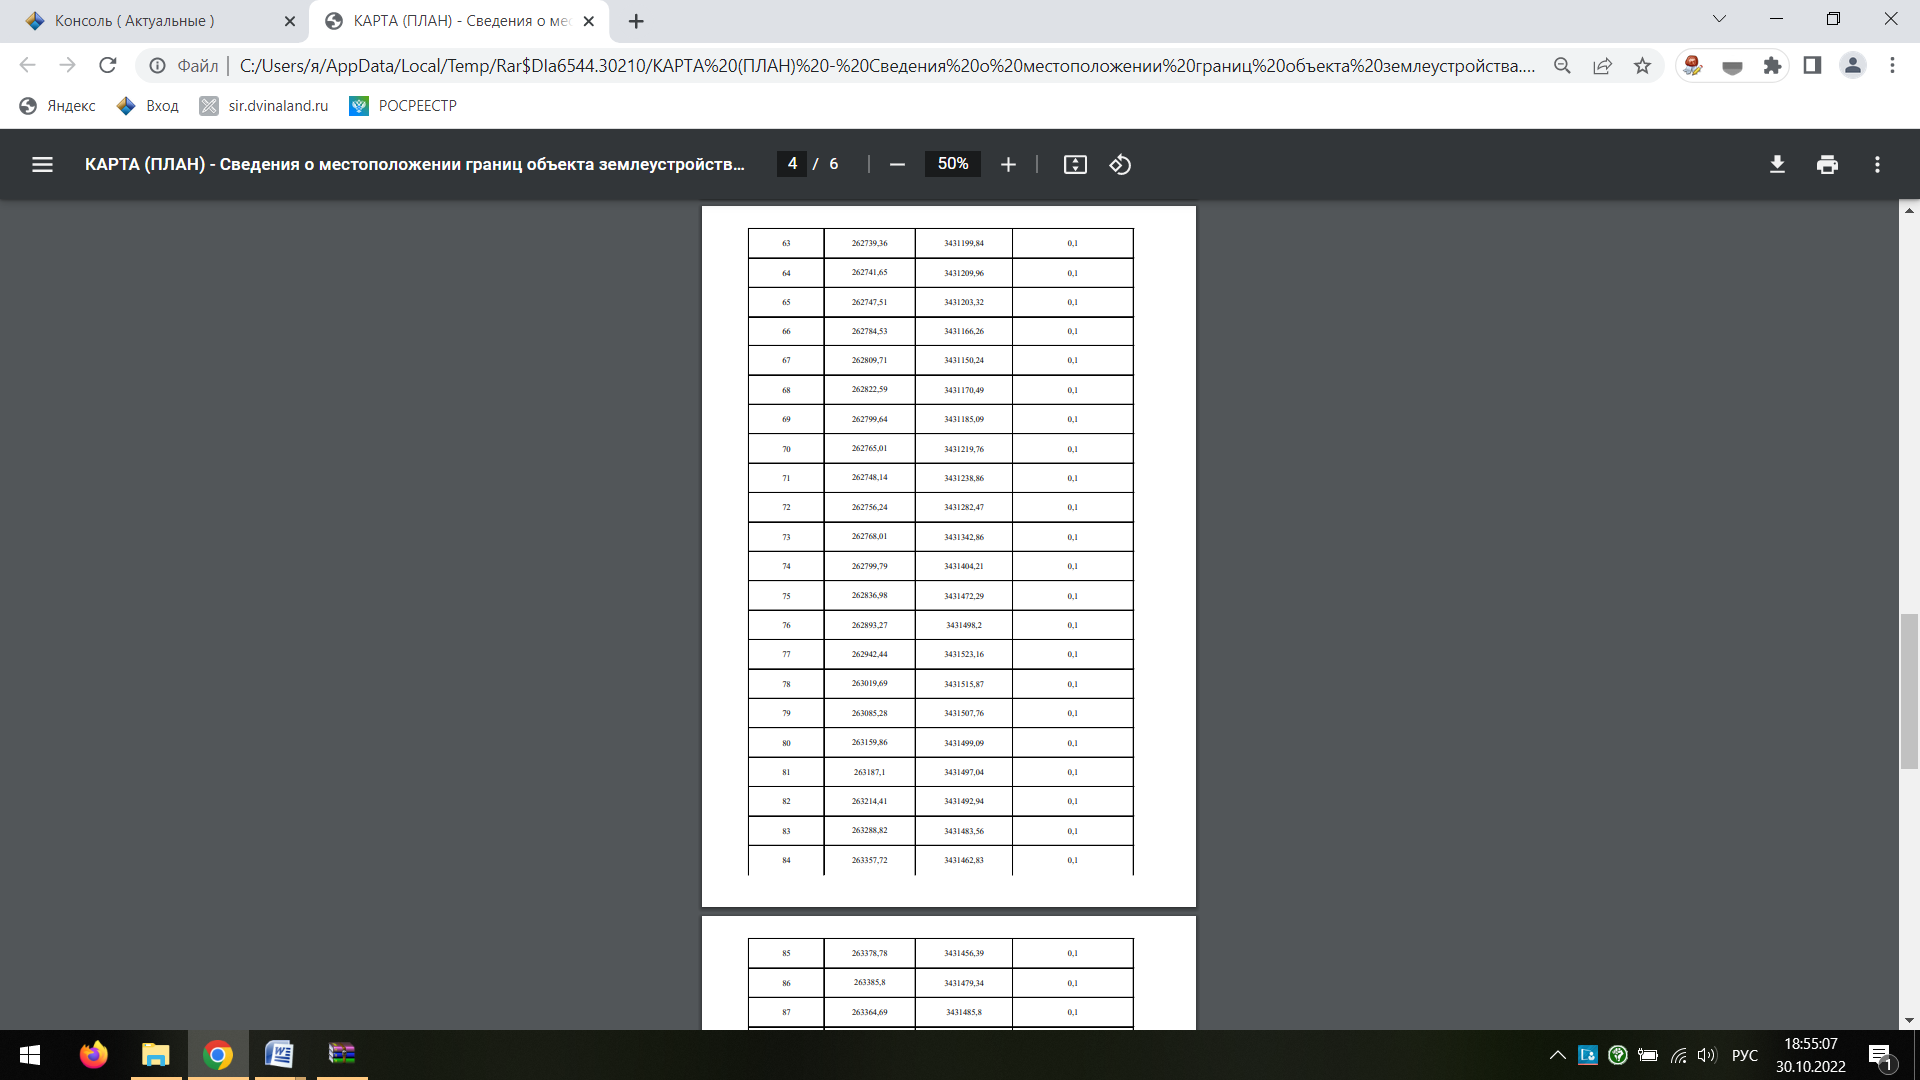 Консоль ( Актуальные )
КАРТА (ПЛАН) - Сведения о ме
Файл
C:/Users/я/AppData/Local/Temp/Rar$DIa6544.30210/КАРТА%20(ПЛАН)%20-%20Сведения%20о%20местоположении%20границ%20объекта%20землеустройства....
Яндекс
Вход
sir.dvinaland.ru
РОСРЕЕСТР
КАРТА (ПЛАН) - Сведения о местоположении границ объекта землеустройств...
4 / 6
50%
63 262739,36 3431199,84 0,1
64 262741,65 3431209,96 0,1
65 262747,51 3431203,32 0,1
66 262784,53 3431166,26 0,1
67 262809,71 3431150,24 0,1
68 262822,59 3431170,49 0,1
69 262799,64 3431185,09 0,1
70 262765,01 3431219,76 0,1
71 262748,14 3431238,86 0,1
72 262756,24 3431282,47 0,1
73 262768,01 3431342,86 0,1
74 262799,79 3431404,21 0,1
75 262836,98 3431472,29 0,1
76 262893,27 3431498,2 0,1
77 262942,44 3431523,16 0,1
78 263019,69 3431515,87 0,1
79 263085,28 3431507,76 0,1
80 263159,86 3431499,09 0,1
81 263187,1 3431497,04 0,1
82 263214,41 3431492,94 0,1
83 263288,82 3431483,56 0,1
84 263357,72 3431462,83 0,1
85 263378,78 3431456,39 0,1
86 263385,8 3431479,34 0,1
87 263364,69 3431485,8 0,1
РУС
18:55:07
30.10.2022
1